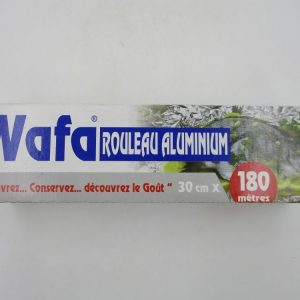 Wafa®
ROULEAU ALUMINIUM
vrez... Conservez... découvrez le Goût "
30 cm x
180
mètres